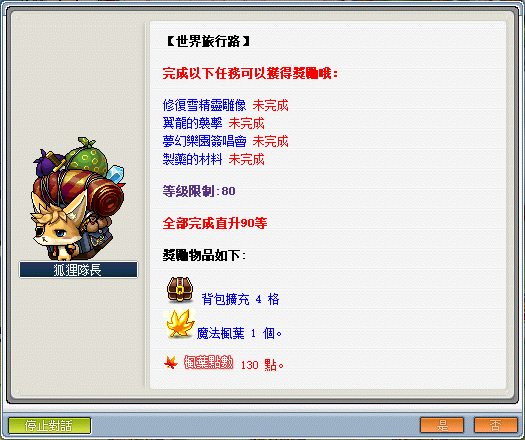 【世界旅行路】
完成以下任務可以獲得獎勵哦:
修復雪精靈雕像 未完成
翼龍的襲擊 未完成
夢幻樂園簽唱會 未完成
製藥的材料 未完成
等級限制:80
全部完成直升90等
獎勵物品如下:
背包擴充 4 格
魔法楓葉 1 個。
楓葉點數 130 點。
狐狸隊長
停止對話
是
否